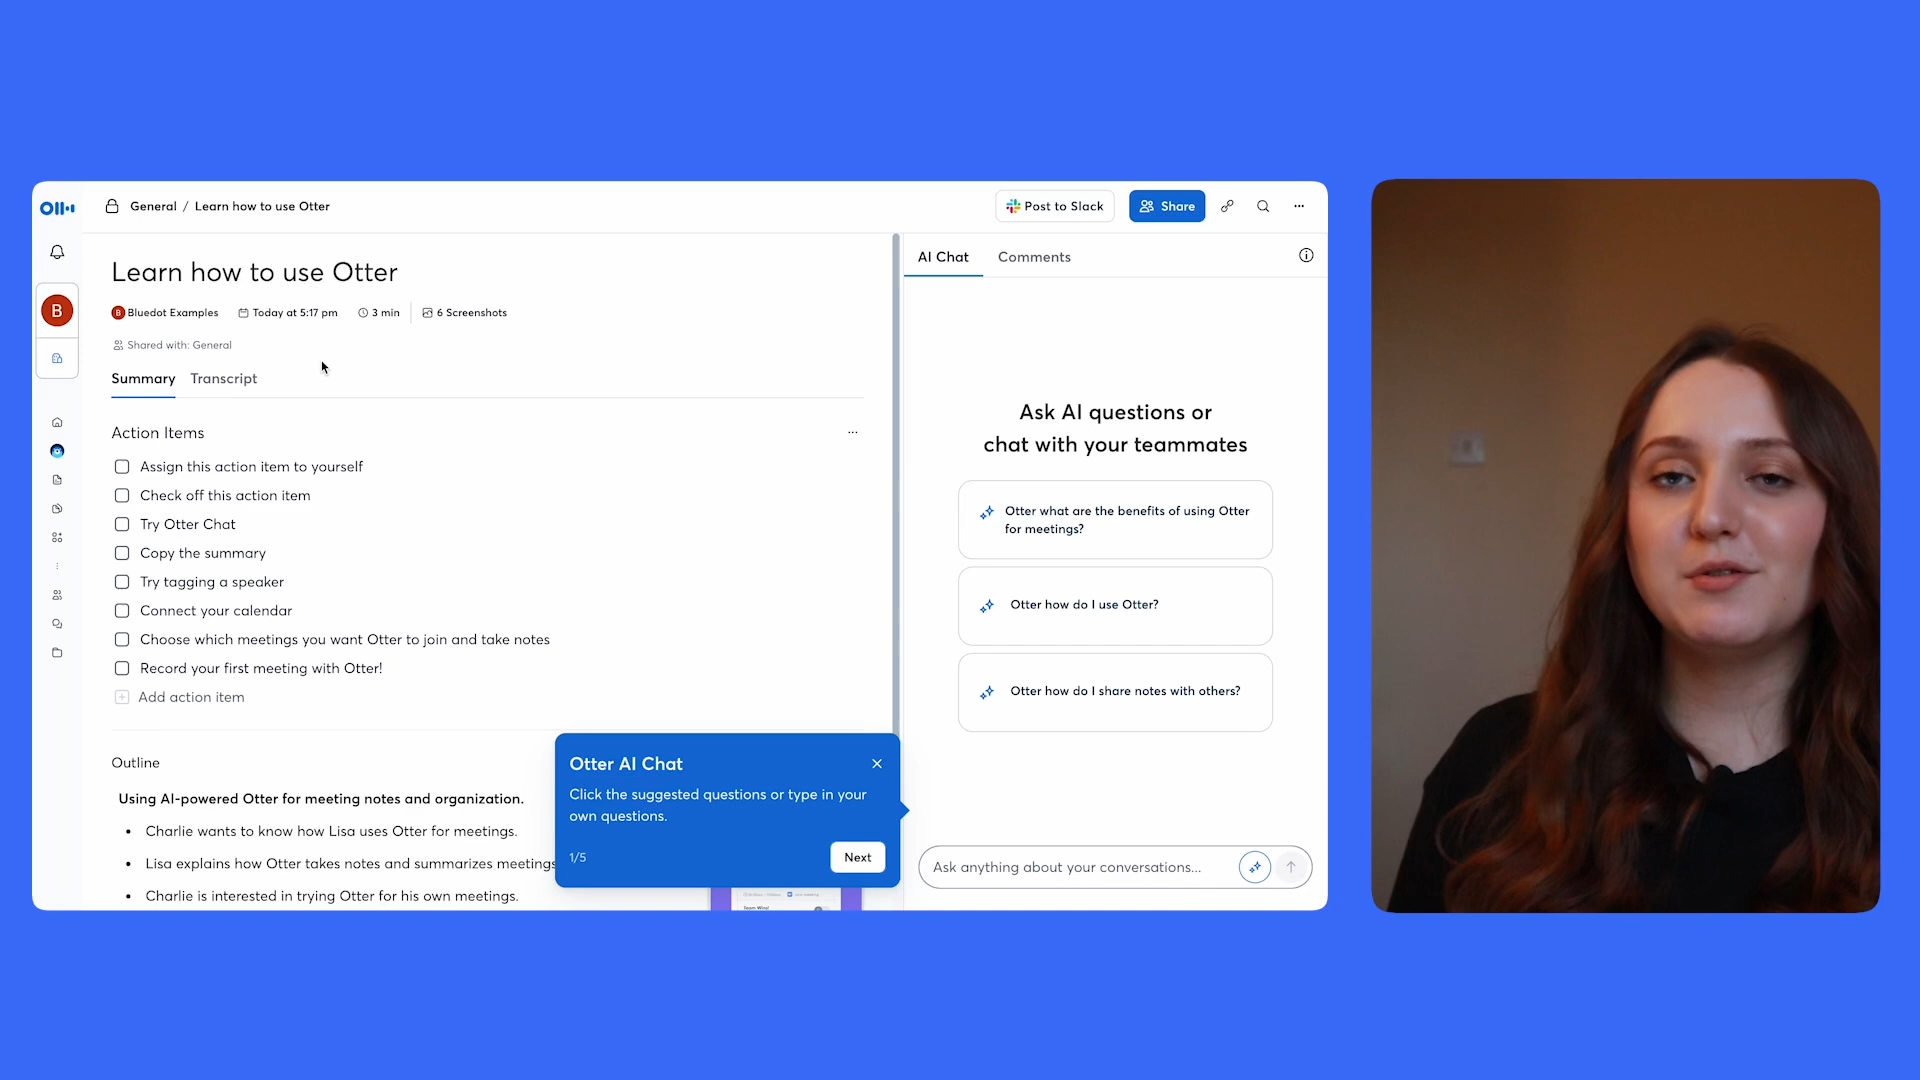 General / Learn how to use Otter
Post to Slack
Share
B
Learn how to use Otter
B Bluedot Examples
Today at 5:17 pm
3 min
6 Screenshots
Shared with: General
Summary
Transcript
Action Items
Assign this action item to yourself
Check off this action item
Try Otter Chat
Copy the summary
Try tagging a speaker
Connect your calendar
Choose which meetings you want Otter to join and take notes
Record your first meeting with Otter!
Add action item
Outline
Using AI-powered Otter for meeting notes and organization.
Charlie wants to know how Lisa uses Otter for meetings.
Lisa explains how Otter takes notes and summarizes meetings
Charlie is interested in trying Otter for his own meetings.
Otter AI Chat
Click the suggested questions or type in your
own questions.
1/5
Next
AI Chat
Comments
Ask AI questions or
chat with your teammates
Otter what are the benefits of using Otter
for meetings?
Otter how do I use Otter?
Otter how do I share notes with others?
Ask anything about your conversations...